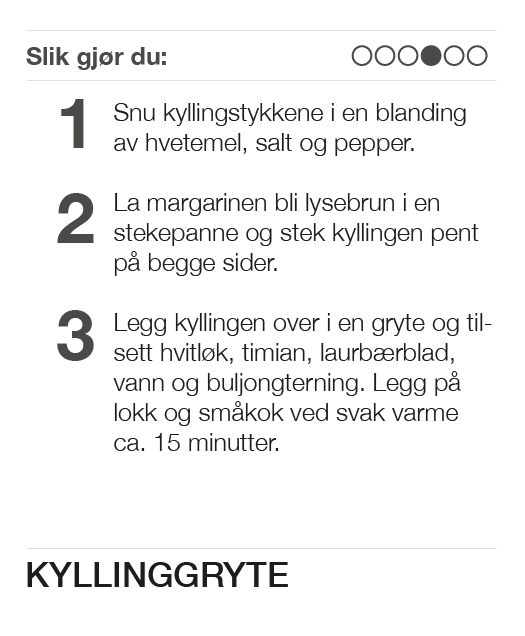 Slik gjør du:
1 Snu kyllingstykkene i en blanding
av hvetemel, salt og pepper.
2 La margarinen bli lysebrun i en
stekepanne og stek kyllingen pent
på begge sider.
3 Legg kyllingen over i en gryte og til-
sett hvitløk, timian, laurbærblad,
vann og buljongterning. Legg på
lokk og småkok ved svak varme
ca. 15 minutter.
KYLLINGGRYTE